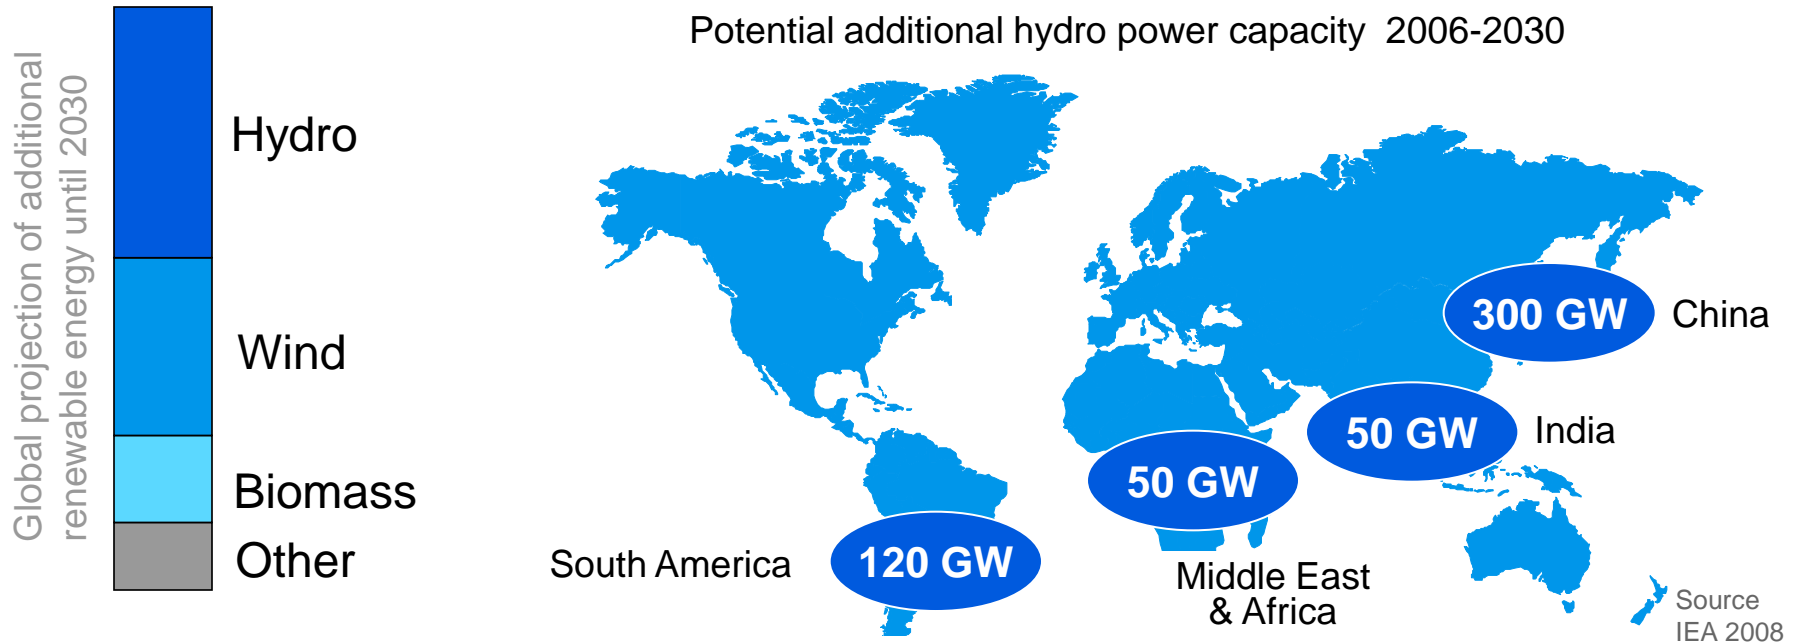 Global projection of additional
renewable energy until 2030
Hydro
Wind
Biomass
Other
Potential additional hydro power capacity 2006-2030
300 GW China
50 GW India
50 GW
Middle East
& Africa
South America 120 GW
Source
IEA 2008